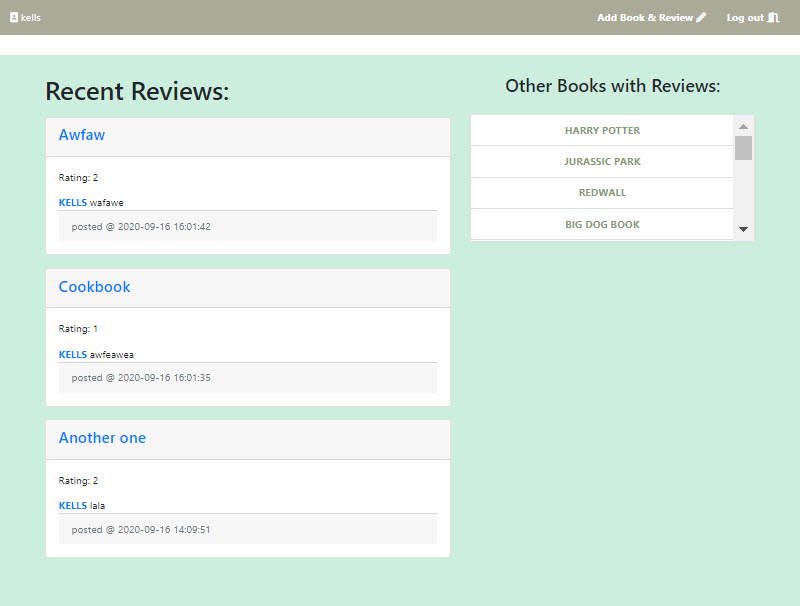 kells
Add Book & Review
Log out
Recent Reviews:
Awfaw
Rating: 2
KELLS wafawe
posted @ 2020-09-16 16:01:42
Cookbook
Rating: 1
KELLS awfeawea
posted @ 2020-09-16 16:01:35
Another one
Rating: 2
KELLS lala
posted @ 2020-09-16 14:09:51
Other Books with Reviews:
HARRY POTTER
JURASSIC PARK
REDWALL
BIG DOG BOOK